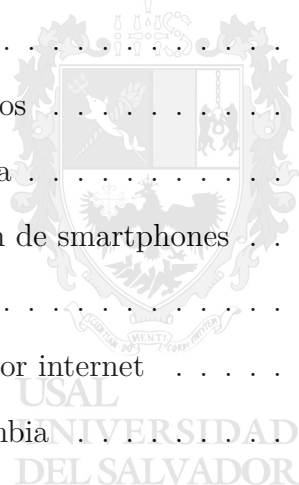 . . . . . . . . . . . . .
os . . . . . . . . . .
a . . . . . . . . . . .
n de smartphones . .
. . . . . . . . . . . . .
or internet . . . . .
USAL
mbia . . . . . . . . .
UNIVERSIDAD
DEL SALVADOR